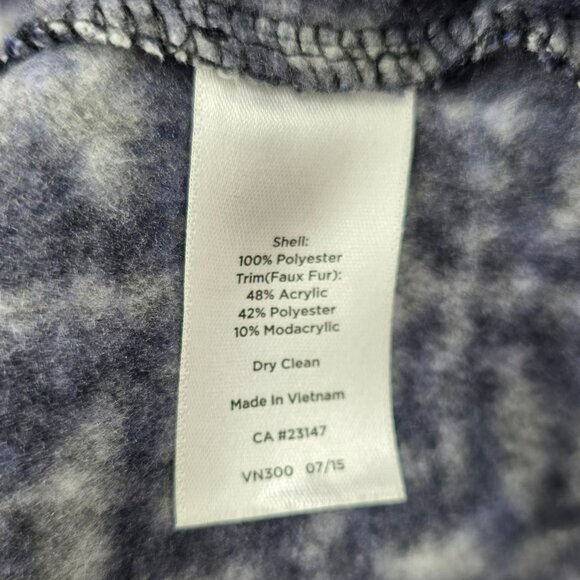 Shell:
100% Polyester
Trim(Faux Fur):
48% Acrylic
42% Polyester
10% Modacrylic
Dry Clean
Made In Vietnam
CA #23147
VN300 07/15